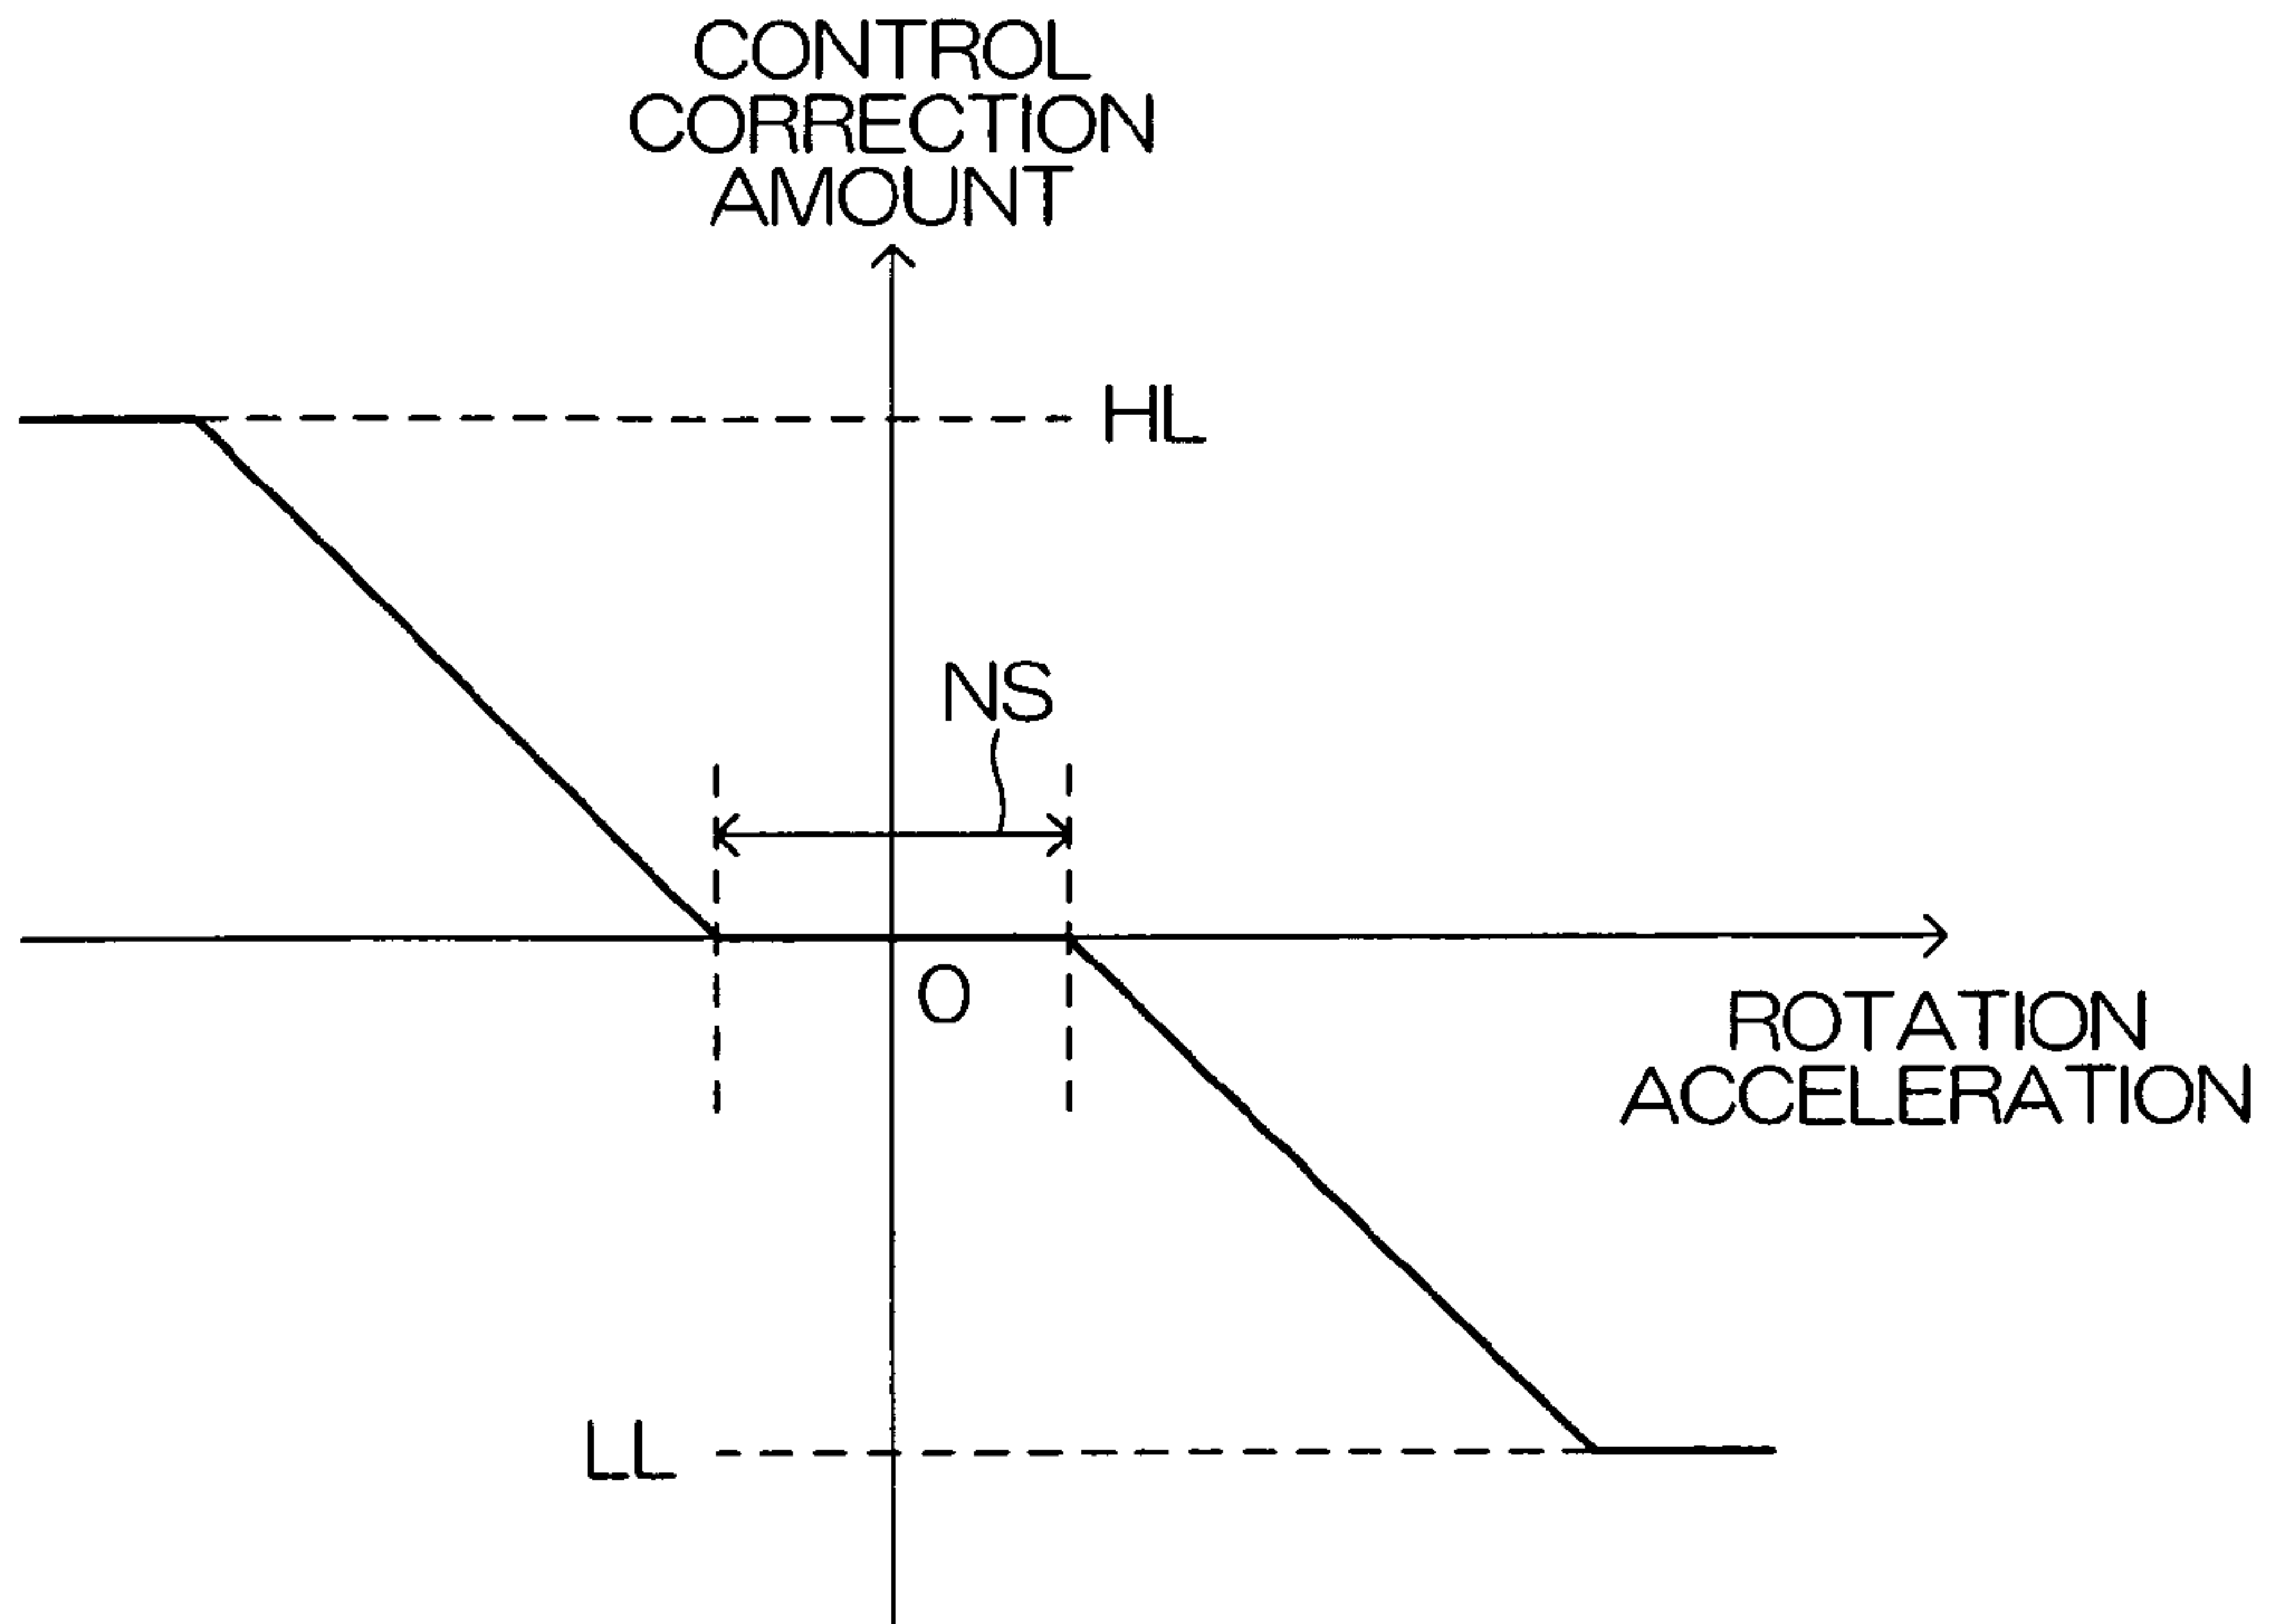 CONTROL
CORRECTION
AMOUNT
HL
NS
0
ROTATION
ACCELERATION
LL